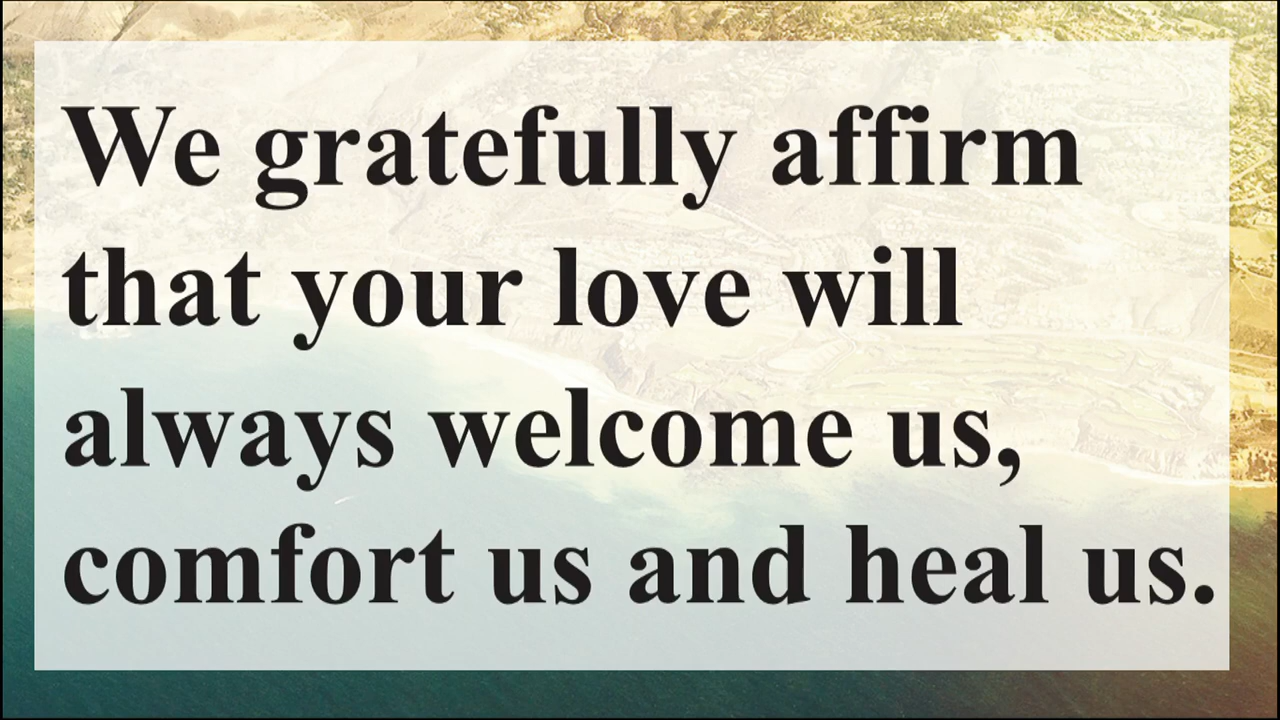 We gratefully affirm
that your love will
always welcome us,
comfort us and heal us.